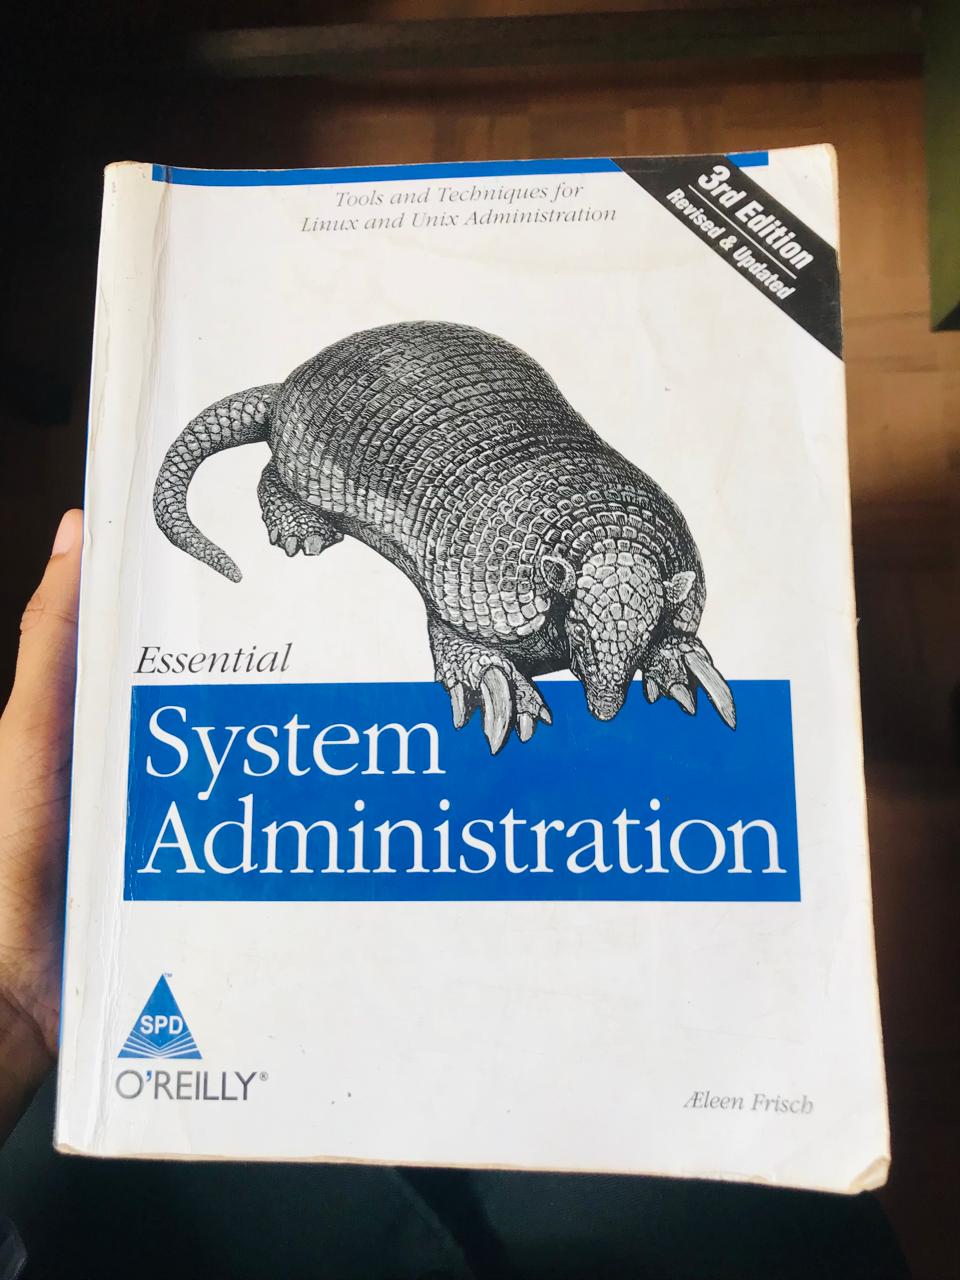 Tools and Techniques for
Linux and Unix Administration
3rd Edition
Revised & Updated
Essential
System
Administration
™
SPD
O'REILLY®
Æleen Frisch